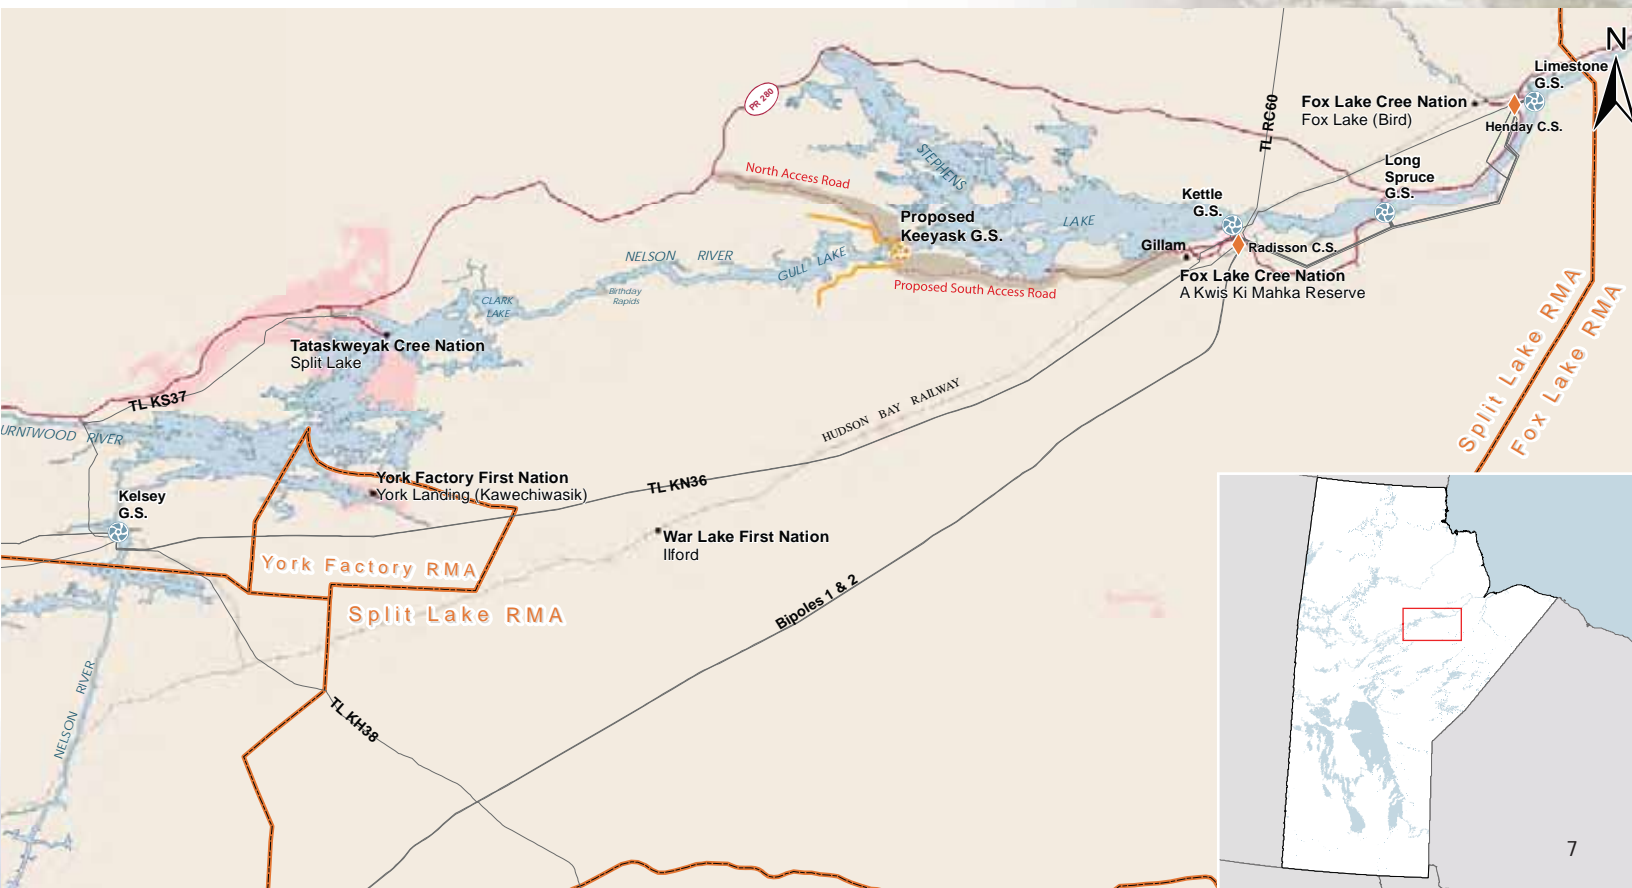 N
Limestone
G.S.
PR 280
TL RC60
Fox Lake Cree Nation
Fox Lake (Bird)
Henday C.S.
STEPHENS
LAKE
Long
Spruce
G.S.
North Access Road
Kettle
G.S.
Proposed
Keeyask G.S.
Gillam
Radisson C.S.
NELSON RIVER
GULL LAKE
Fox Lake Cree Nation
A Kwis Ki Mahka Reserve
Proposed South Access Road
Birthday
Rapids
CLARK
LAKE
Tataskweyak Cree Nation
Split Lake
Split Lake RMA
Fox Lake RMA
TL KS37
HUDSON BAY RAILWAY
URNTWOOD RIVER
York Factory First Nation
York Landing (Kawechiwasik)
TL KN36
Kelsey
G.S.
War Lake First Nation
Ilford
York Factory RMA
Split Lake RMA
Bipoles 1 & 2
NELSON RIVER
TL KH38
7